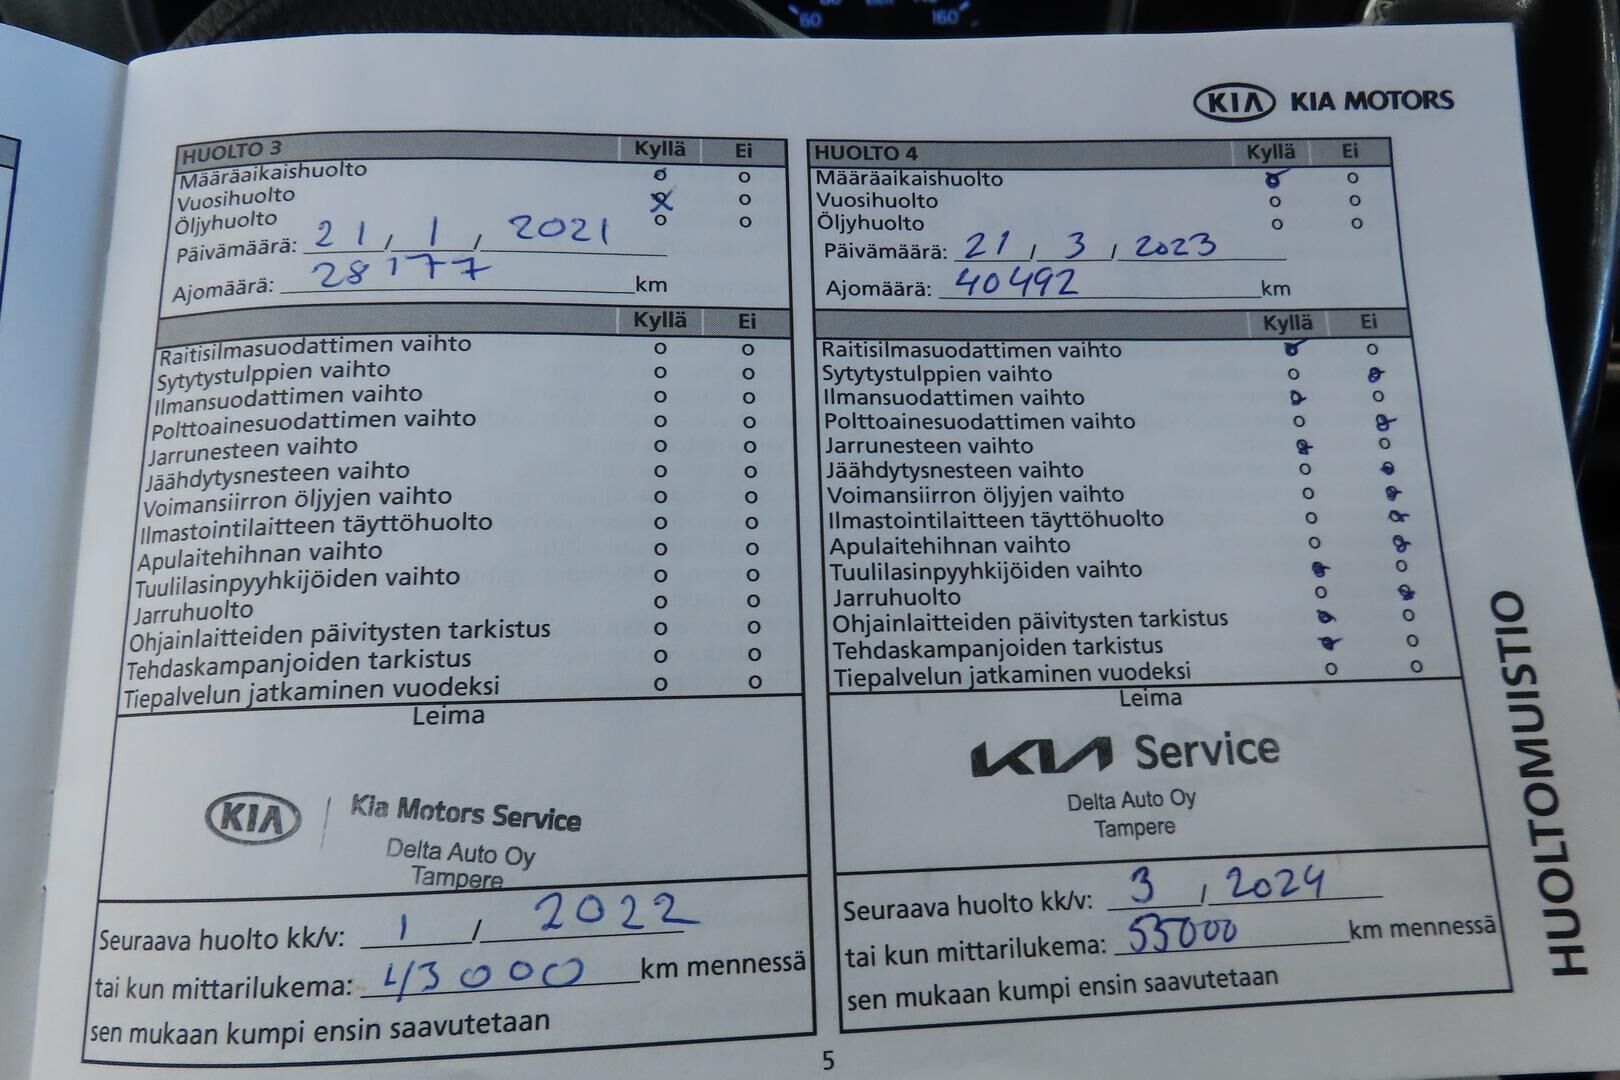 60
160
KIA KIA MOTORS
HUOLTO 3 Kyllä Ei
Määräaikaishuolto o o
Vuosihuolto x o
Öljyhuolto o o
Päivämäärä: 21 / 1 / 2021
Ajomäärä: 28177 km
Kyllä Ei
Raitisilmasuodattimen vaihto o o
Sytytystulppien vaihto o o
Ilmansuodattimen vaihto o o
Polttoainesuodattimen vaihto o o
Jarrunesteen vaihto o o
Jäähdytysnesteen vaihto o o
Voimansiirron öljyjen vaihto o o
Ilmastointilaitteen täyttöhuolto o o
Apulaitehihnan vaihto o o
Tuulilasinpyyhkijöiden vaihto o o
Jarruhuolto o o
Ohjainlaitteiden päivitysten tarkistus o o
Tehdaskampanjoiden tarkistus o o
Tiepalvelun jatkaminen vuodeksi o o
Leima
KIA | Kia Motors Service
Delta Auto Oy
Tampere
Seuraava huolto kk/v: 1 / 2022
tai kun mittarilukema: 43000 km mennessä
sen mukaan kumpi ensin saavutetaan
HUOLTO 4 Kyllä Ei
Määräaikaishuolto o o
Vuosihuolto o o
Öljyhuolto o o
Päivämäärä: 21 / 3 / 2023
Ajomäärä: 40492 km
Kyllä Ei
Raitisilmasuodattimen vaihto o o
Sytytystulppien vaihto o o
Ilmansuodattimen vaihto o o
Polttoainesuodattimen vaihto o o
Jarrunesteen vaihto o o
Jäähdytysnesteen vaihto o o
Voimansiirron öljyjen vaihto o o
Ilmastointilaitteen täyttöhuolto o o
Apulaitehihnan vaihto o o
Tuulilasinpyyhkijöiden vaihto o o
Jarruhuolto o o
Ohjainlaitteiden päivitysten tarkistus o o
Tehdaskampanjoiden tarkistus o o
Tiepalvelun jatkaminen vuodeksi o o
Leima
KIA Service
Delta Auto Oy
Tampere
Seuraava huolto kk/v: 3 / 2024
tai kun mittarilukema: 55000 km mennessä
sen mukaan kumpi ensin saavutetaan
HUOLTOMUISTIO
5